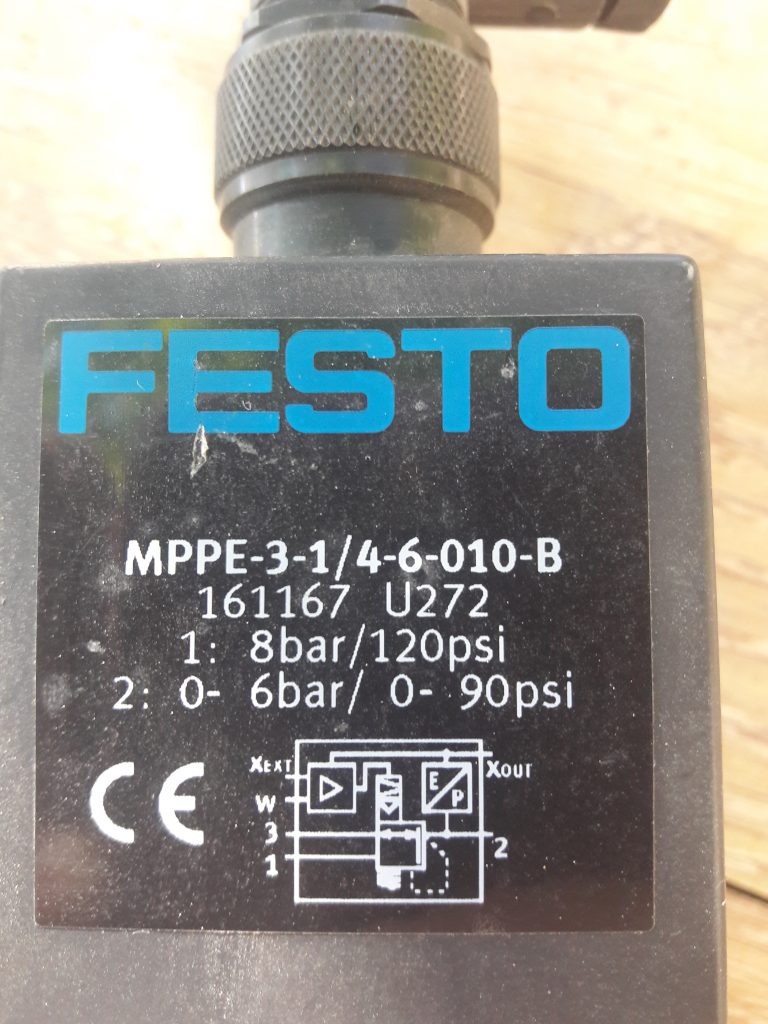 FESTO
MPPE-3-1/4-6-010-B
161167 U272
1: 8bar/120psi
2: 0- 6bar/ 0- 90psi
CE
XEXT
W
3
1
E
P
XOUT
2